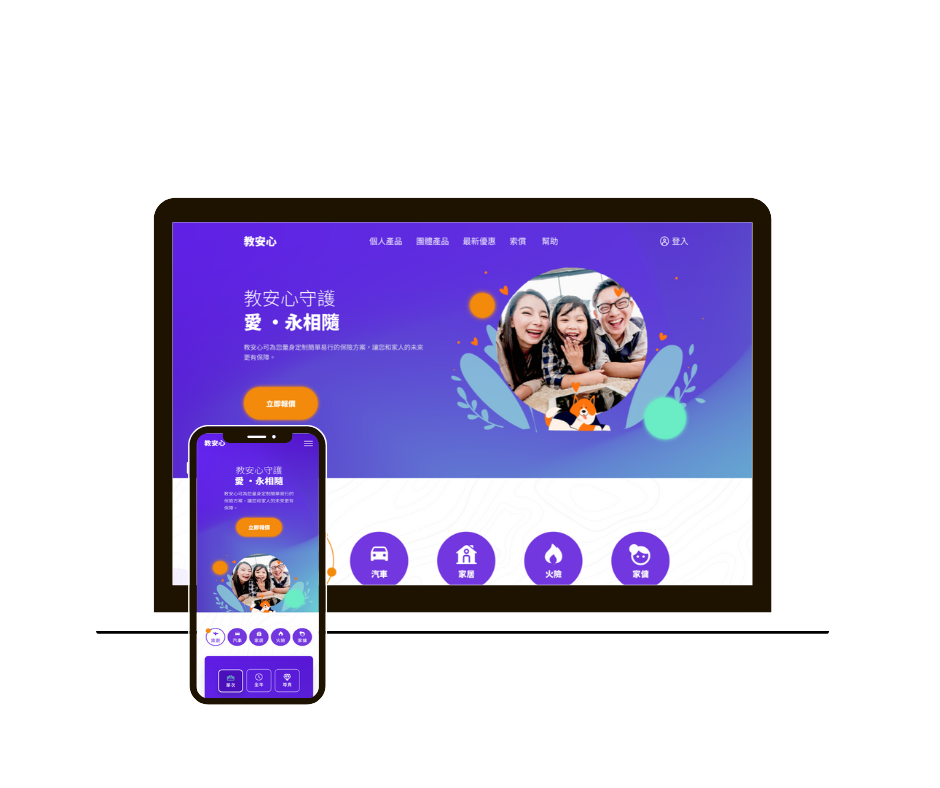 教安心
個人產品 團體產品 最新優惠 索償 幫助
登入
教安心守護
愛・永相隨
教安心可為您量身定制簡單易行的保險方案，讓您和家人的未來
更有保障。
立即報價
汽車 家居 火險 家傭
教安心
教安心守護
愛・永相隨
教安心可為您量身定制簡單易行的
保險方案，讓您和家人的未來更有
保障。
立即報價
旅遊 汽車 家居 火險 家傭
單次 全年 尊貴